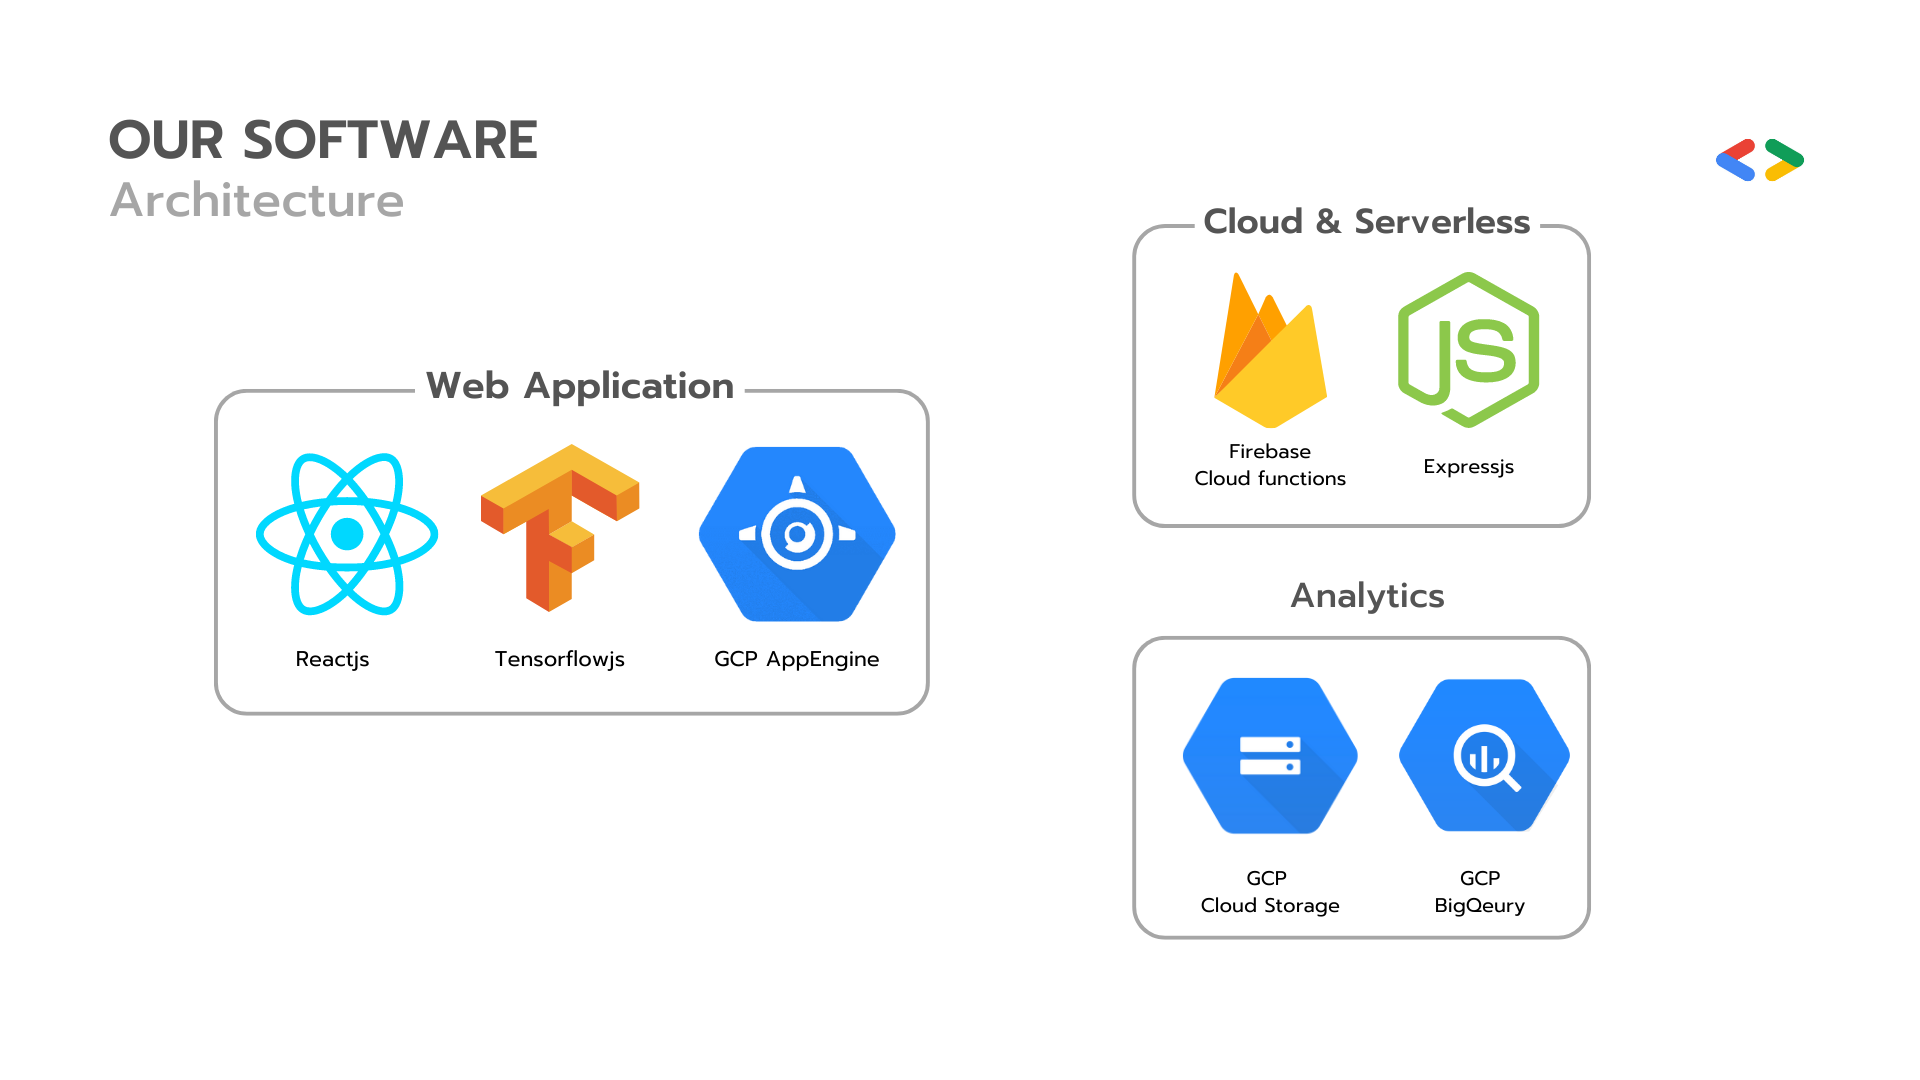 OUR SOFTWARE
Architecture
Web Application
Reactjs
Tensorflowjs
GCP AppEngine
Cloud & Serverless
Firebase
Cloud functions
JS
Expressjs
Analytics
GCP
Cloud Storage
GCP
BigQeury